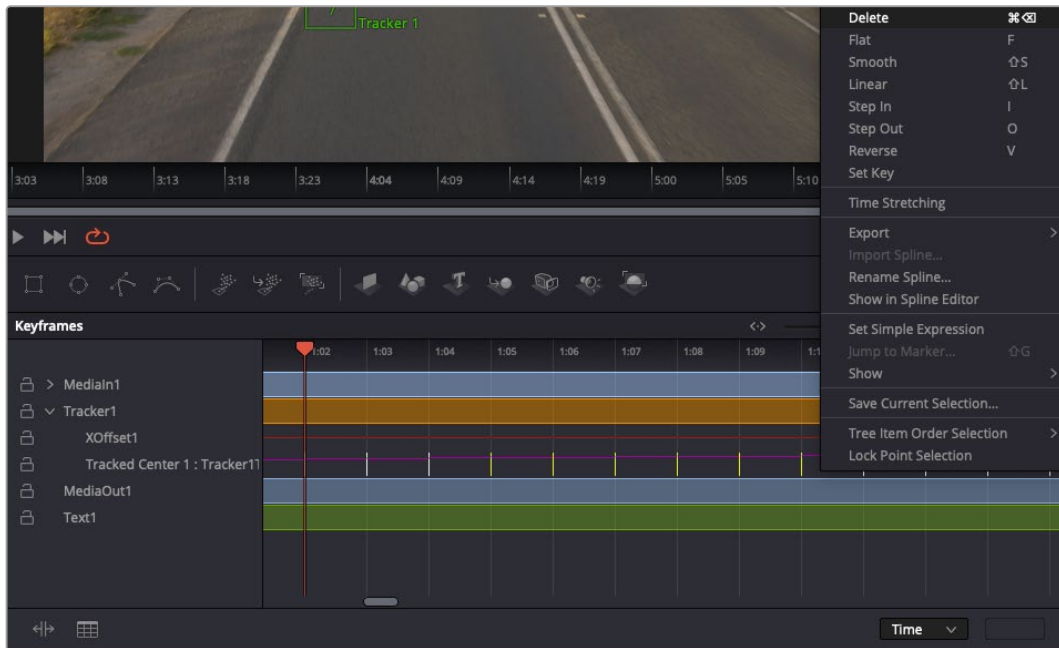 Tracker 1
Delete ⌘⌫
Flat F
Smooth ⇧S
Linear ⇧L
Step In I
Step Out O
Reverse V
Set Key
Time Stretching
Export >
Import Spline...
Rename Spline...
Show in Spline Editor
Set Simple Expression
Jump to Marker... ⇧G
Show >
Save Current Selection...
Tree Item Order Selection >
Lock Point Selection
3:03 3:08 3:13 3:18 3:23 4:04 4:09 4:14 4:19 5:00 5:05 5:10
Keyframes
1:02 1:03 1:04 1:05 1:06 1:07 1:08 1:09
MediaIn1
Tracker1
XOffset1
Tracked Center 1 : Tracker1
MediaOut1
Text1
Time